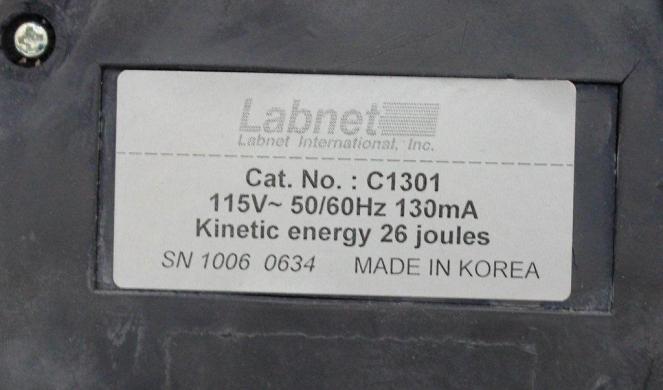 Labnet
Labnet International, Inc.
Cat. No. : C1301
115V~ 50/60Hz 130mA
Kinetic energy 26 joules
SN 1006 0634 MADE IN KOREA